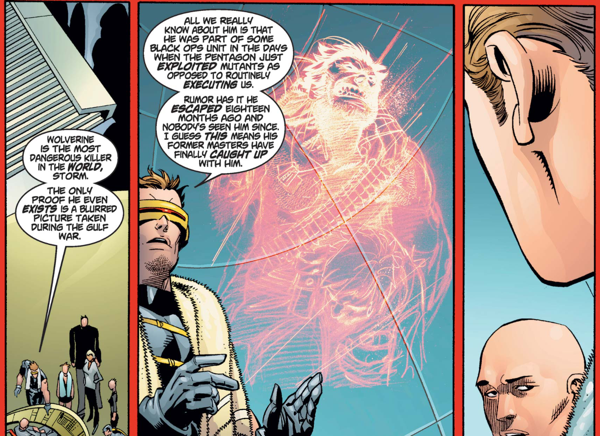 WOLVERINE
IS THE MOST
DANGEROUS KILLER
IN THE WORLD,
STORM.
THE ONLY
PROOF HE EVEN
EXISTS IS A BLURRED
PICTURE TAKEN
DURING THE GULF
WAR.
ALL WE REALLY
KNOW ABOUT HIM IS THAT
HE WAS PART OF SOME
BLACK OPS UNIT IN THE DAYS
WHEN THE PENTAGON JUST
EXPLOITED MUTANTS AS
OPPOSED TO ROUTINELY
EXECUTING US.
RUMOR HAS IT HE
ESCAPED EIGHTEEN
MONTHS AGO AND
NOBODY'S SEEN HIM SINCE.
I GUESS THIS MEANS HIS
FORMER MASTERS HAVE
FINALLY CAUGHT UP
WITH HIM.